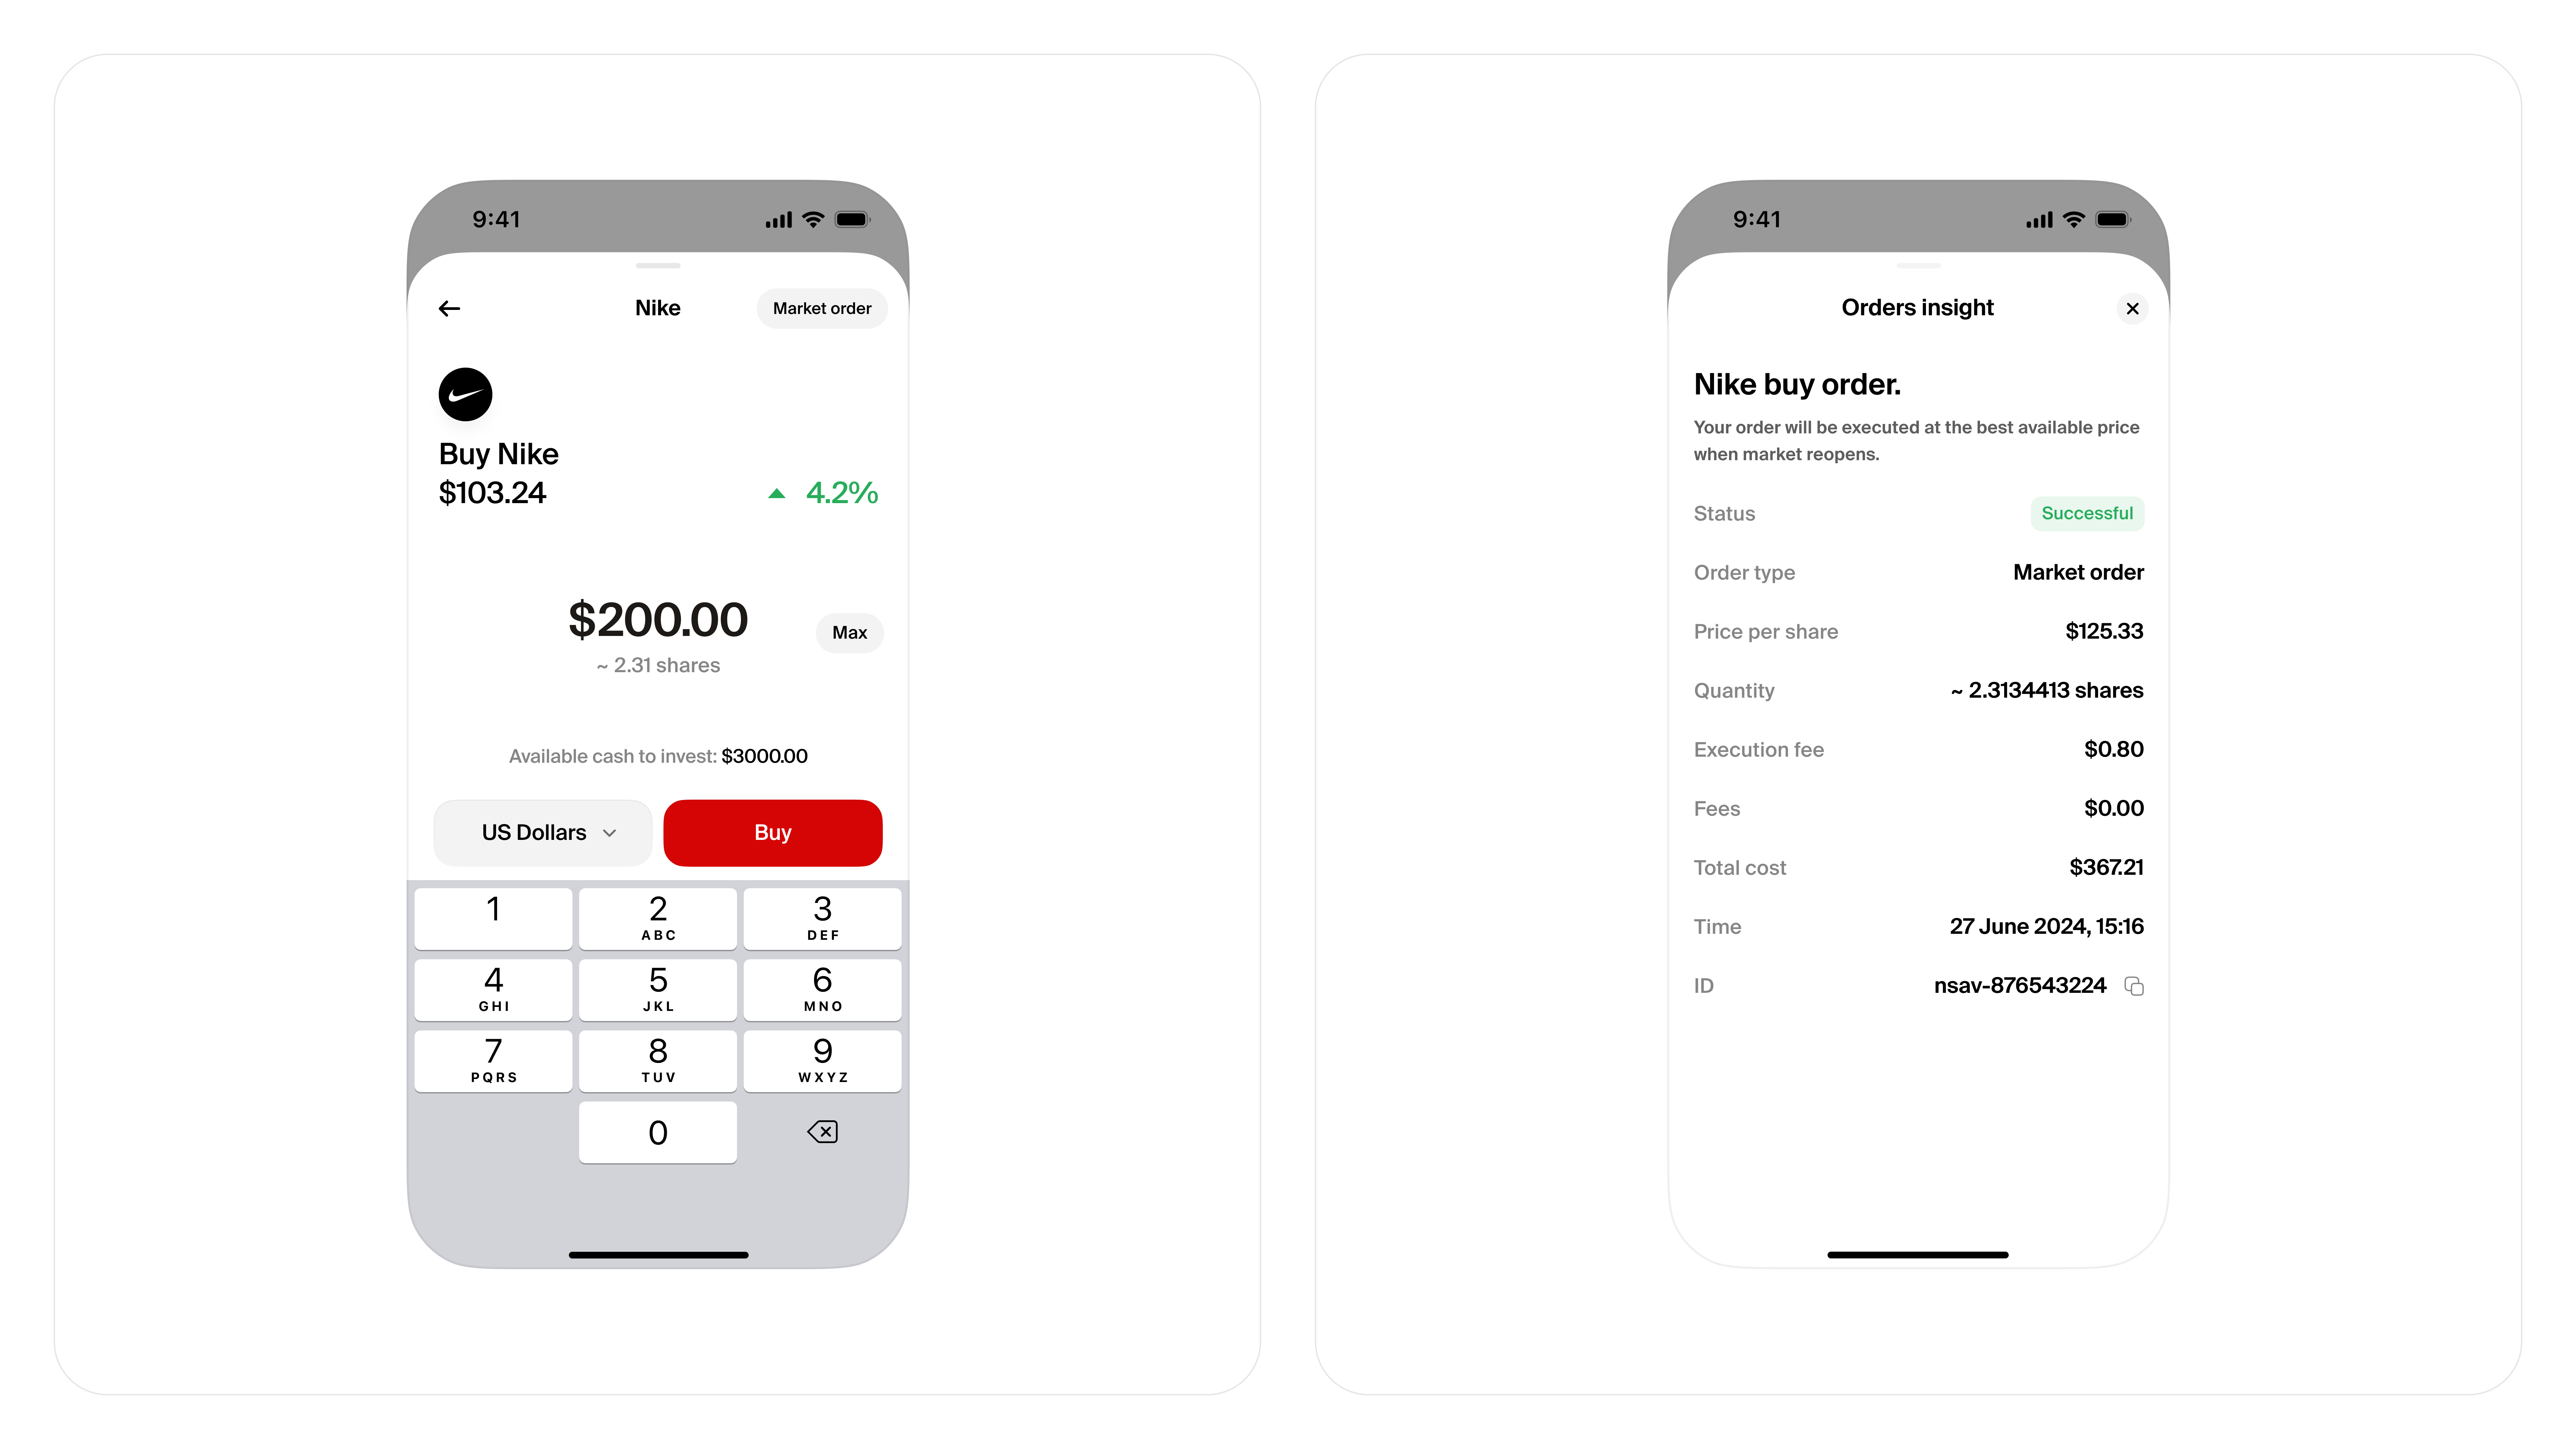 9:41
Nike
Market order
Buy Nike
$103.24
4.2%
$200.00
Max
~ 2.31 shares
Available cash to invest: $3000.00
US Dollars
Buy
1
2
ABC
3
DEF
4
GHI
5
JKL
6
MNO
7
PQRS
8
TUV
9
WXYZ
0
9:41
Orders insight
Nike buy order.
Your order will be executed at the best available price
when market reopens.
Status Successful
Order type Market order
Price per share $125.33
Quantity ~ 2.3134413 shares
Execution fee $0.80
Fees $0.00
Total cost $367.21
Time 27 June 2024, 15:16
ID nsav-876543224